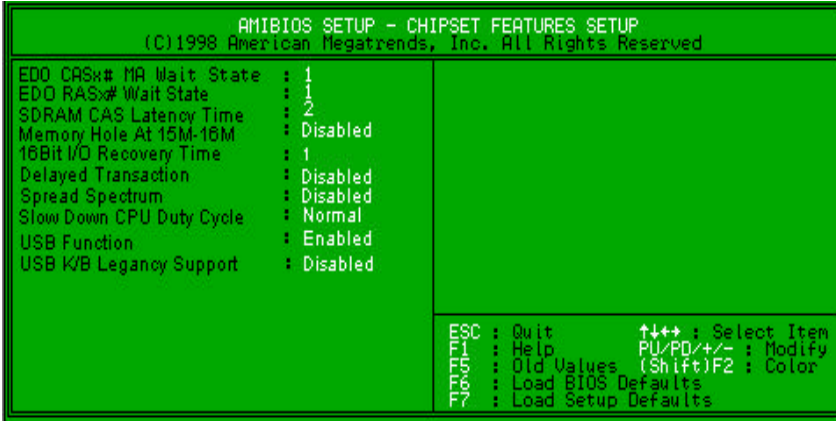 AMIBIOS SETUP - CHIPSET FEATURES SETUP
(C)1998 American Megatrends, Inc. All Rights Reserved
EDO CASx# MA Wait State : 1
EDO RASx# Wait State : 1
SDRAM CAS Latency Time : 2
Memory Hole At 15M-16M : Disabled
16Bit I/O Recovery Time : 1
Delayed Transaction : Disabled
Spread Spectrum : Disabled
Slow Down CPU Duty Cycle : Normal
USB Function : Enabled
USB K/B Legancy Support : Disabled
ESC : Quit ↑↓←→ : Select Item
F1 : Help PU/PD/+/- : Modify
F5 : Old Values (Shift)F2 : Color
F6 : Load BIOS Defaults
F7 : Load Setup Defaults